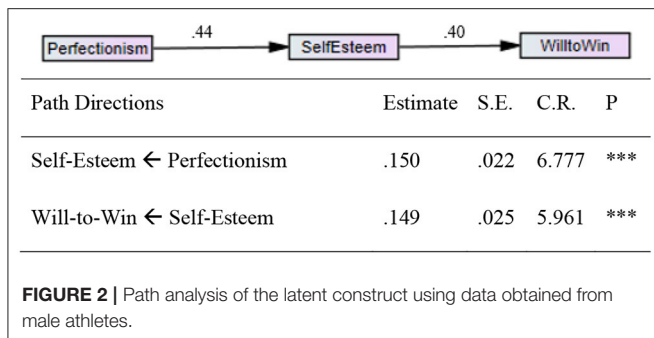 .44 .40
Perfectionism SelfEsteem WilltoWin
Path Directions Estimate S.E. C.R. P
Self-Esteem ← Perfectionism .150 .022 6.777 ***
Will-to-Win ← Self-Esteem .149 .025 5.961 ***
FIGURE 2 | Path analysis of the latent construct using data obtained from
male athletes.